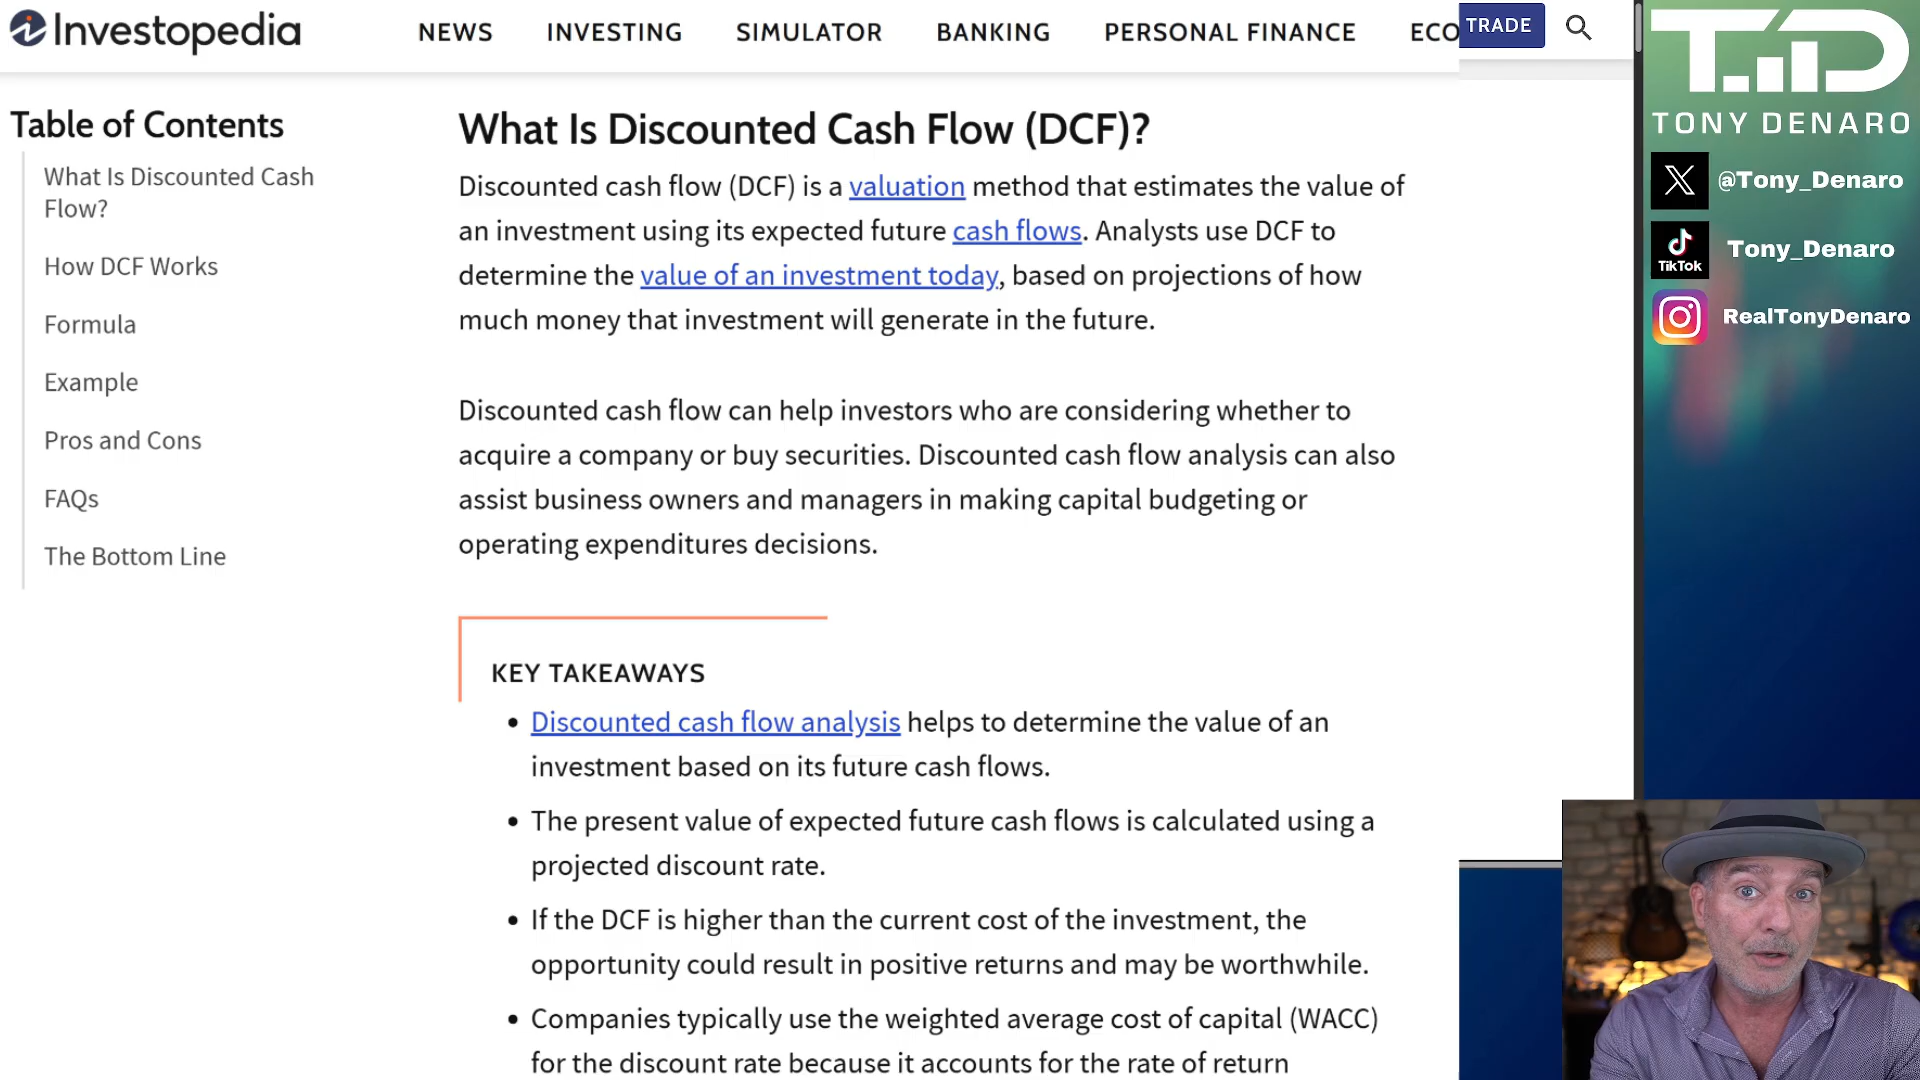 Investopedia
NEWS INVESTING SIMULATOR BANKING PERSONAL FINANCE ECO TRADE
Table of Contents
What Is Discounted Cash
Flow?
How DCF Works
Formula
Example
Pros and Cons
FAQs
The Bottom Line
What Is Discounted Cash Flow (DCF)?
Discounted cash flow (DCF) is a valuation method that estimates the value of
an investment using its expected future cash flows. Analysts use DCF to
determine the value of an investment today, based on projections of how
much money that investment will generate in the future.
Discounted cash flow can help investors who are considering whether to
acquire a company or buy securities. Discounted cash flow analysis can also
assist business owners and managers in making capital budgeting or
operating expenditures decisions.
KEY TAKEAWAYS
• Discounted cash flow analysis helps to determine the value of an
investment based on its future cash flows.
• The present value of expected future cash flows is calculated using a
projected discount rate.
• If the DCF is higher than the current cost of the investment, the
opportunity could result in positive returns and may be worthwhile.
• Companies typically use the weighted average cost of capital (WACC)
for the discount rate because it accounts for the rate of return
TD
TONY DENARO
@Tony_Denaro
TikTok
Tony_Denaro
RealTonyDenaro